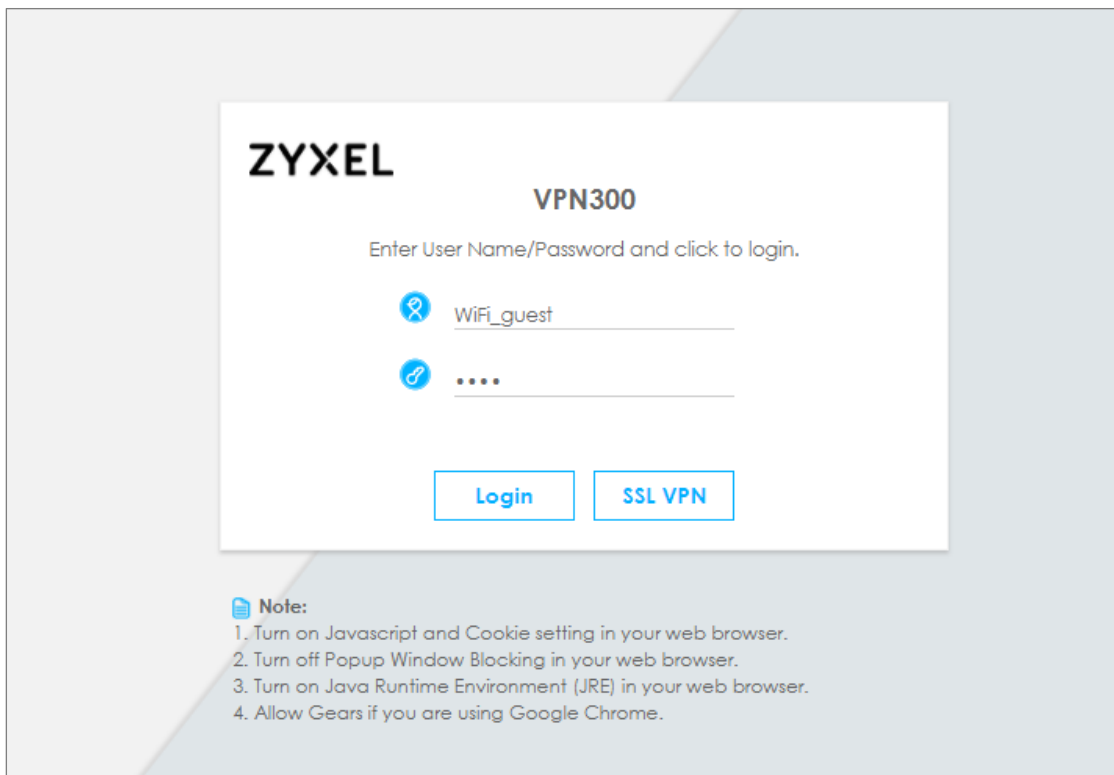 ZYXEL
VPN300
Enter User Name/Password and click to login.
WiFi_guest
••••
Login
SSL VPN
Note:
1. Turn on Javascript and Cookie setting in your web browser.
2. Turn off Popup Window Blocking in your web browser.
3. Turn on Java Runtime Environment (JRE) in your web browser.
4. Allow Gears if you are using Google Chrome.